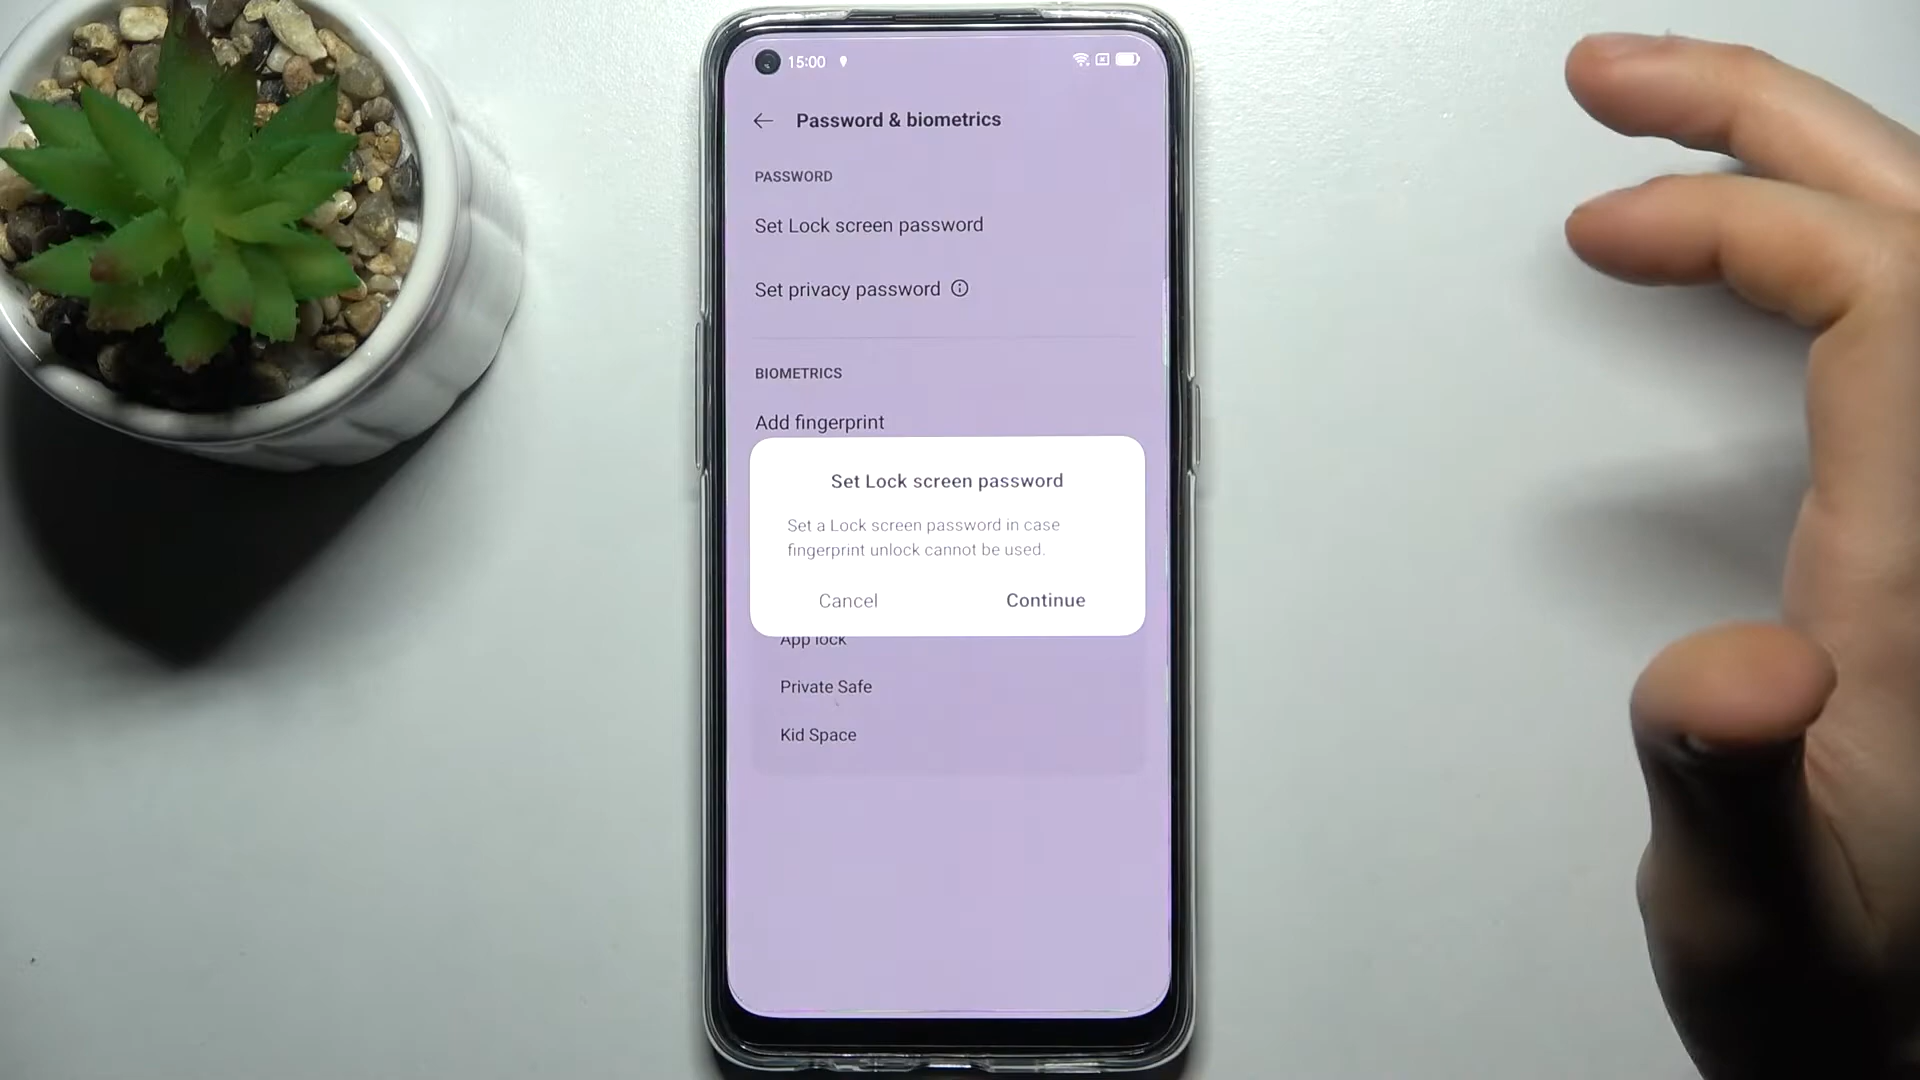 15:00
Password & biometrics
PASSWORD
Set Lock screen password
Set privacy password
BIOMETRICS
Add fingerprint
Set Lock screen password
Set a Lock screen password in case
fingerprint unlock cannot be used.
Cancel
Continue
App lock
Private Safe
Kid Space